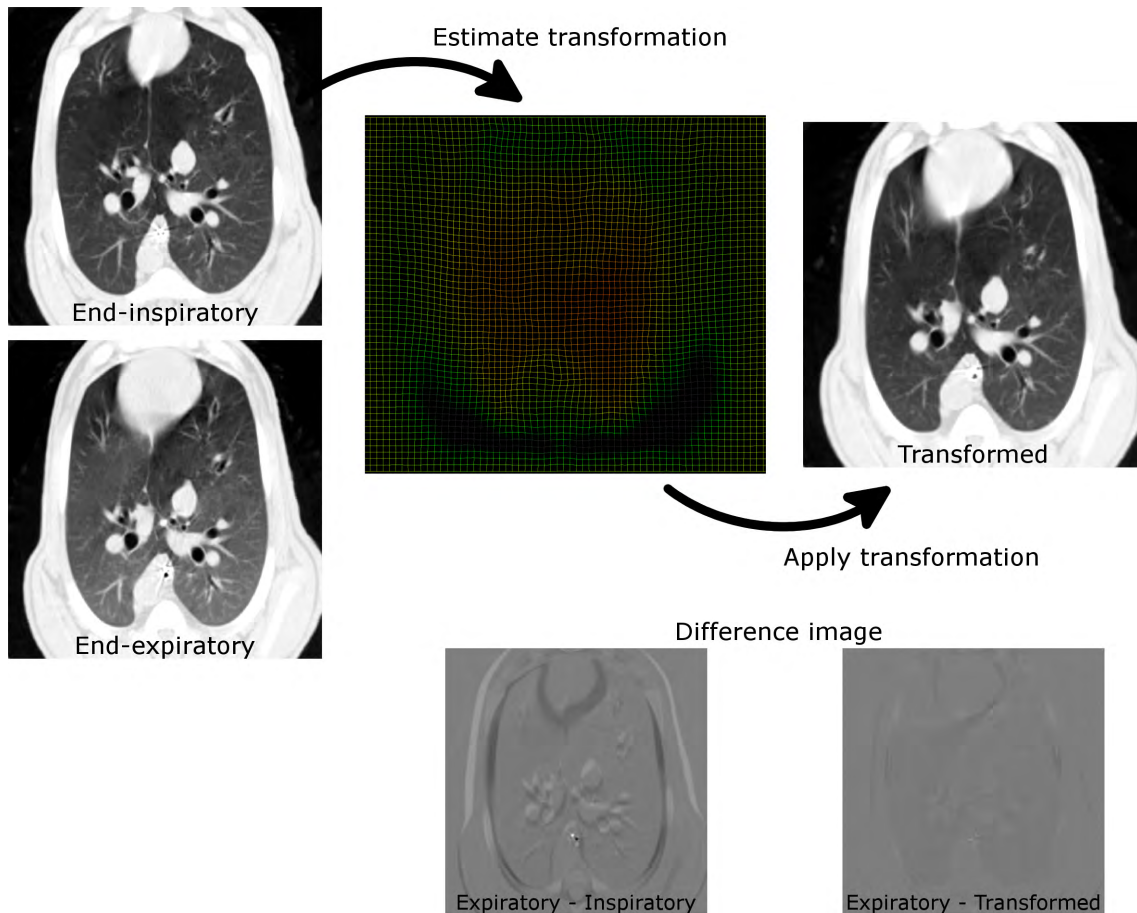 Estimate transformation
End-inspiratory
Transformed
Apply transformation
End-expiratory
Difference image
Expiratory - Inspiratory
Expiratory - Transformed